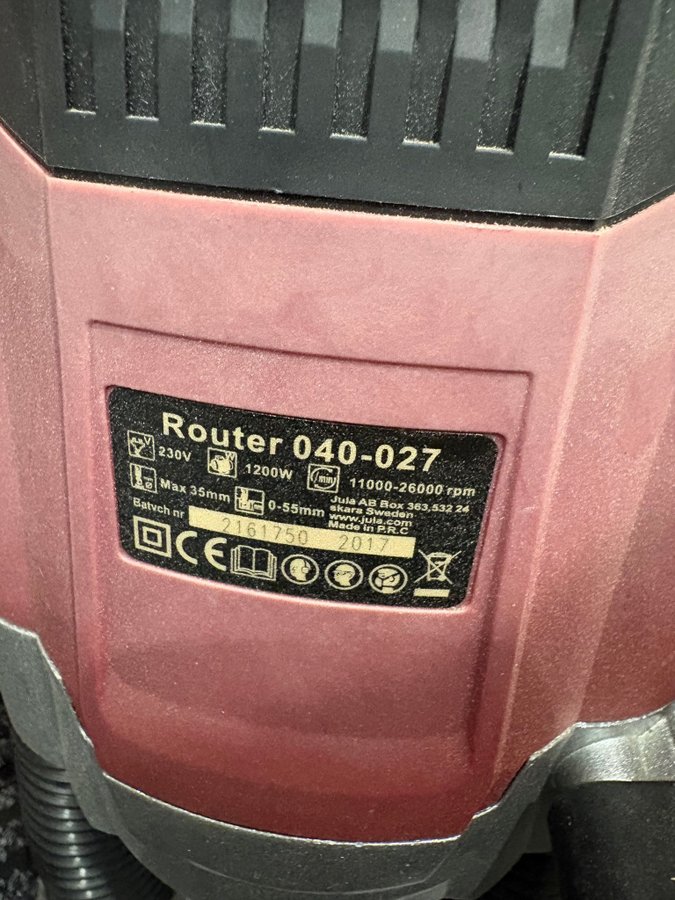 Router 040-027
230V 1200W 11000-26000 rpm
Max 35mm 0-55mm
Jula AB Box 363,532 24
skara Sweden
www.jula.com
Made in P.R.C
Batvch nr 2161750 2017
CE